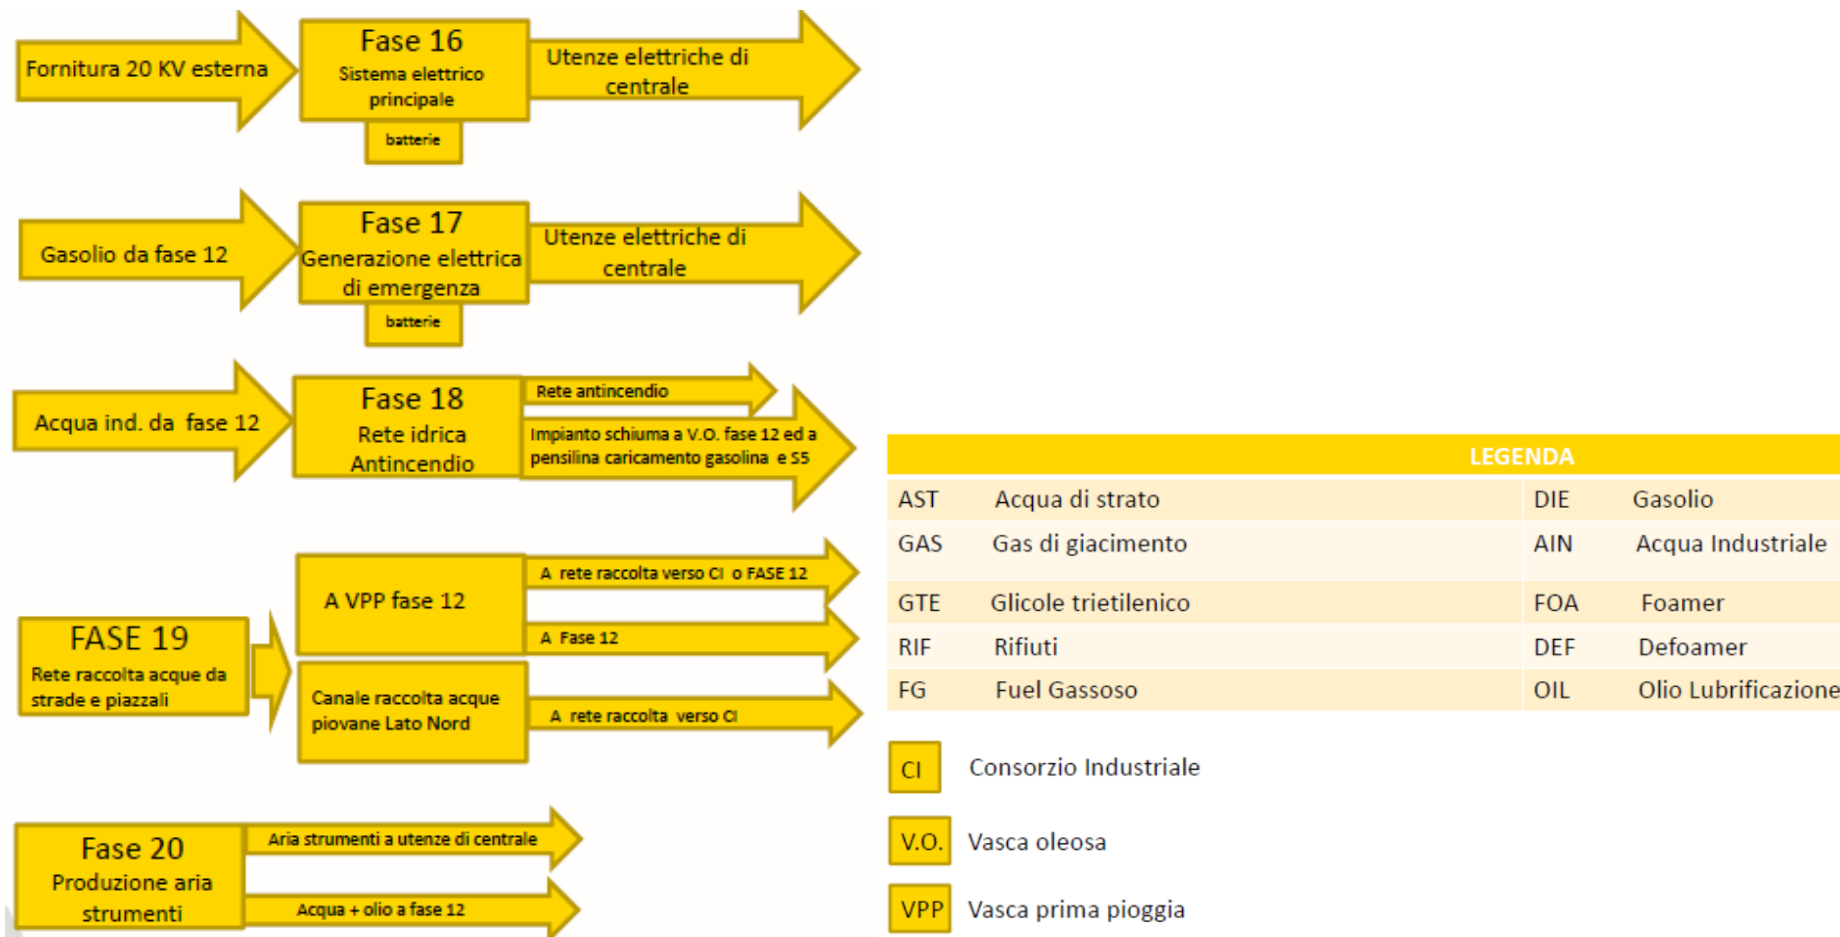 Fornitura 20 KV esterna
Fase 16
Sistema elettrico
principale
batterie
Utenze elettriche di
centrale
Gasolio da fase 12
Fase 17
Generazione elettrica
di emergenza
batterie
Utenze elettriche di
centrale
Acqua ind. da fase 12
Fase 18
Rete idrica
Antincendio
Rete antincendio
Impianto schiuma a V.O. fase 12 ed a
pensilina caricamento gasolina e S5
FASE 19
Rete raccolta acque da
strade e piazzali
A VPP fase 12
A rete raccolta verso CI o FASE 12
A Fase 12
Canale raccolta acque
piovane Lato Nord
A rete raccolta verso CI
Fase 20
Produzione aria
strumenti
Aria strumenti a utenze di centrale
Acqua + olio a fase 12
LEGENDA
AST Acqua di strato DIE Gasolio
GAS Gas di giacimento AIN Acqua Industriale
GTE Glicole trietilenico FOA Foamer
RIF Rifiuti DEF Defoamer
FG Fuel Gassoso OIL Olio Lubrificazione
CI Consorzio Industriale
V.O. Vasca oleosa
VPP Vasca prima pioggia